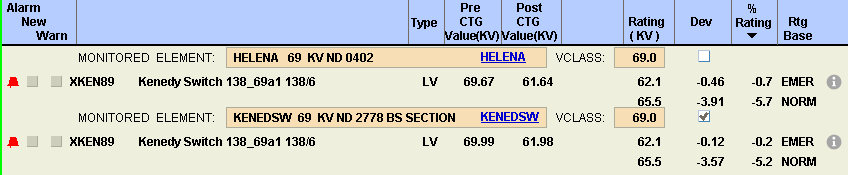 Alarm Pre Post %
New CTG CTG Rating Dev Rating Rtg
Warn Type Value(KV) Value(KV) ( KV ) Base
MONITORED ELEMENT: HELENA 69 KV ND 0402 HELENA VCLASS: 69.0
XKEN89 Kenedy Switch 138_69a1 138/6 LV 69.67 61.64 62.1 -0.46 -0.7 EMER
65.5 -3.91 -5.7 NORM
MONITORED ELEMENT: KENEDSW 69 KV ND 2778 BS SECTION KENEDSW VCLASS: 69.0
XKEN89 Kenedy Switch 138_69a1 138/6 LV 69.99 61.98 62.1 -0.12 -0.2 EMER
65.5 -3.57 -5.2 NORM